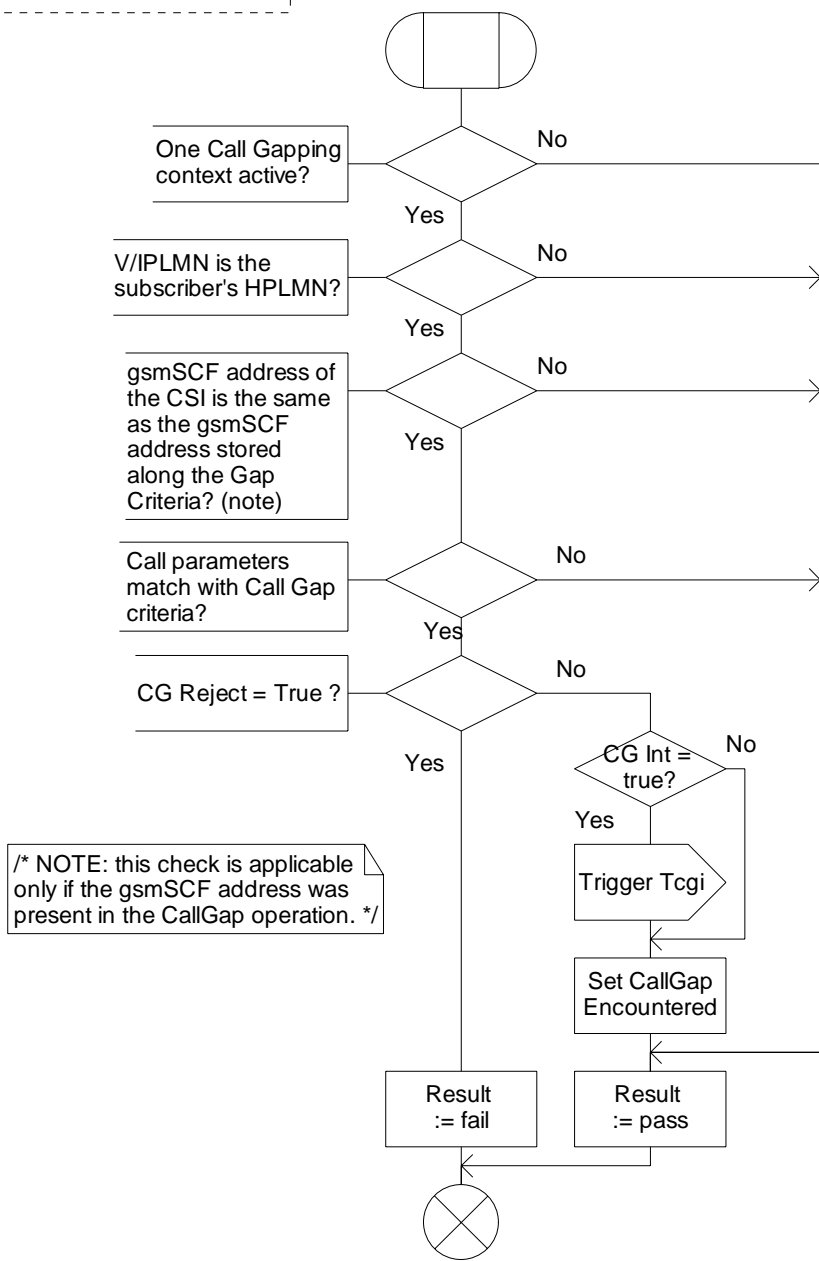 One Call Gapping
context active?
No
Yes
V/IPLMN is the
subscriber's HPLMN?
No
Yes
gsmSCF address of
the CSI is the same
as the gsmSCF
address stored
along the Gap
Criteria? (note)
No
Yes
Call parameters
match with Call Gap
criteria?
No
Yes
CG Reject = True ?
No
Yes
CG Int =
true?
No
Yes
Trigger Tcgi
/* NOTE: this check is applicable
only if the gsmSCF address was
present in the CallGap operation. */
Set CallGap
Encountered
Result
:= fail
Result
:= pass